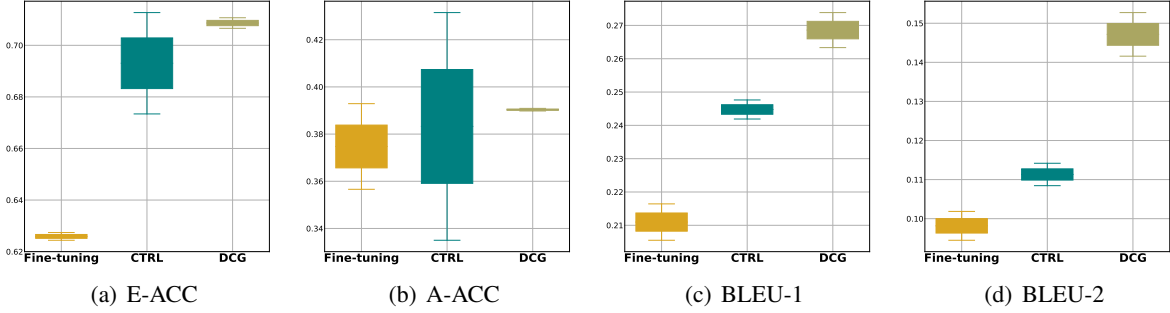 0.70
0.68
0.66
0.64
0.62
Fine-tuning CTRL DCG
(a) E-ACC
0.42
0.40
0.38
0.36
0.34
Fine-tuning CTRL DCG
(b) A-ACC
0.27
0.26
0.25
0.24
0.23
0.22
0.21
Fine-tuning CTRL DCG
(c) BLEU-1
0.15
0.14
0.13
0.12
0.11
0.10
Fine-tuning CTRL DCG
(d) BLEU-2